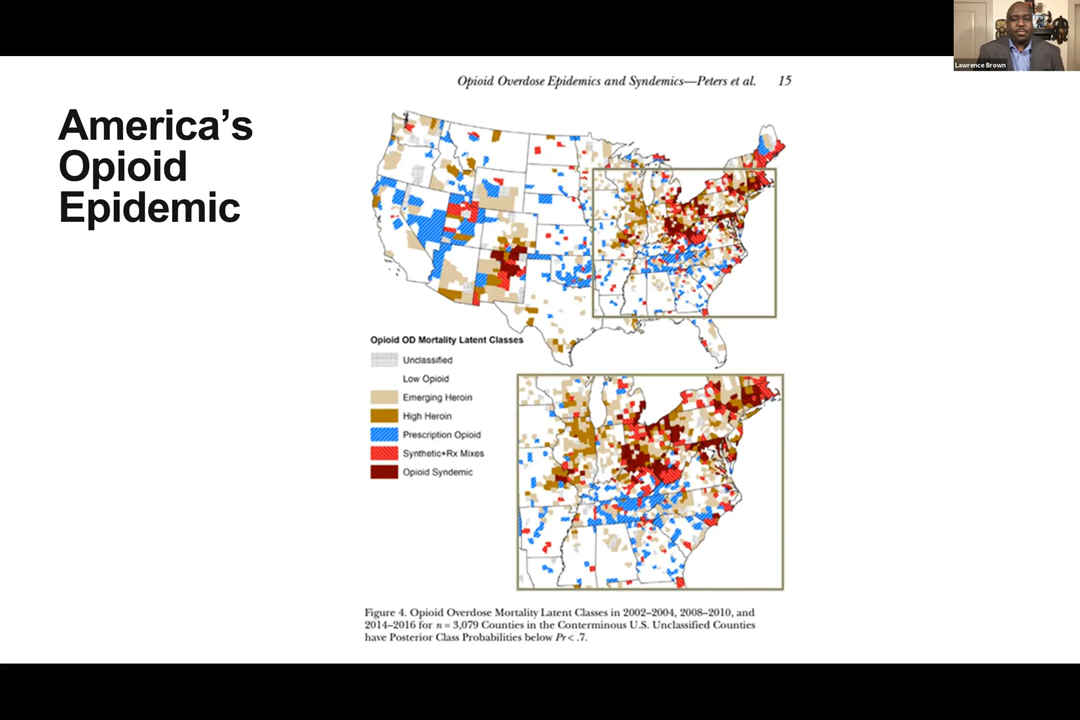 Lawrence Brown
Opioid Overdose Epidemics and Syndemics—Peters et al. 15
America's
Opioid
Epidemic
Opioid OD Mortality Latent Classes
Unclassified
Low Opioid
Emerging Heroin
High Heroin
Prescription Opioid
Synthetic+Rx Mixes
Opioid Syndemic
Figure 4. Opioid Overdose Mortality Latent Classes in 2002–2004, 2008–2010, and
2014–2016 for n = 3,079 Counties in the Conterminous U.S. Unclassified Counties
have Posterior Class Probabilities below Pr < .7.